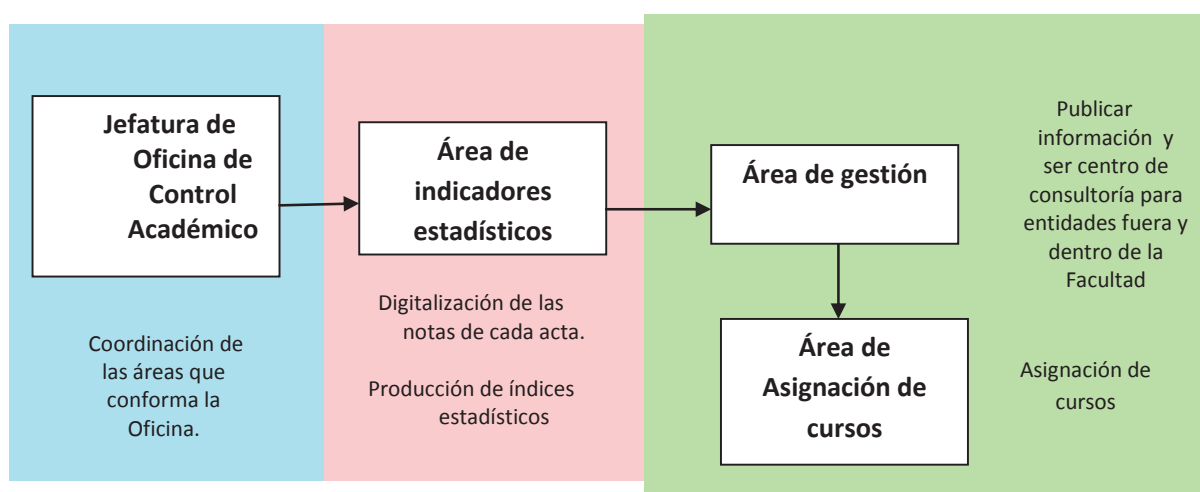 Jefatura de
Oficina de
Control
Académico
Coordinación de
las áreas que
conforma la
Oficina.
Área de
indicadores
estadísticos
Digitalización de las
notas de cada acta.
Producción de índices
estadísticos
Área de gestión
Publicar
información y
ser centro de
consultoría para
entidades fuera y
dentro de la
Facultad
Área de
Asignación de
cursos
Asignación de
cursos